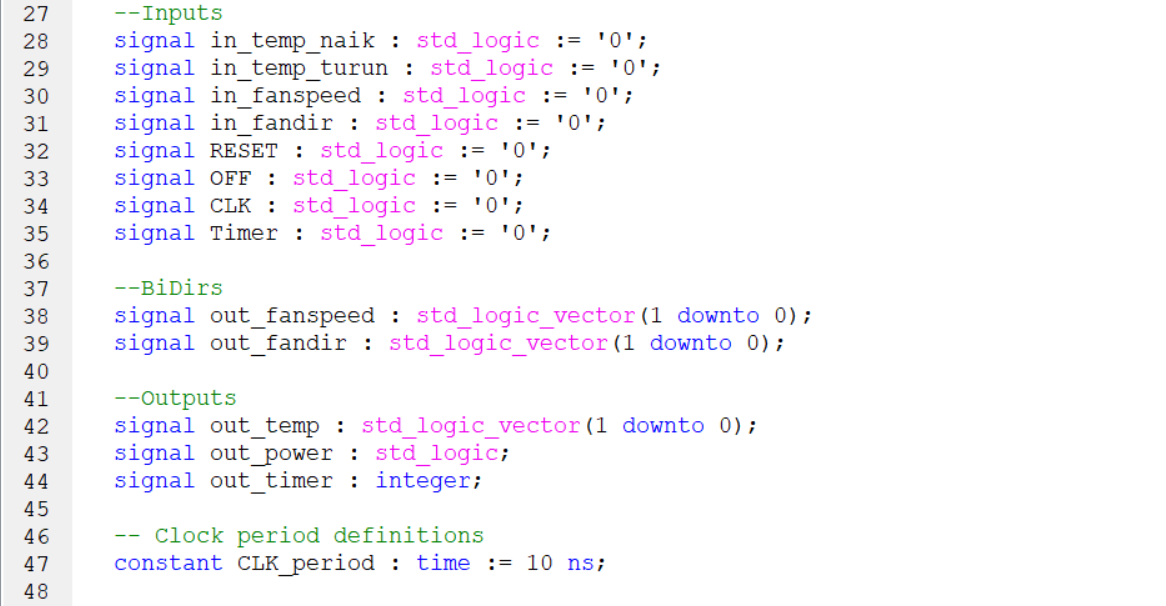 27 --Inputs
28 signal in_temp_naik : std_logic := '0';
29 signal in_temp_turun : std_logic := '0';
30 signal in_fanspeed : std_logic := '0';
31 signal in_fandir : std_logic := '0';
32 signal RESET : std_logic := '0';
33 signal OFF : std_logic := '0';
34 signal CLK : std_logic := '0';
35 signal Timer : std_logic := '0';
36
37 --BiDirs
38 signal out_fanspeed : std_logic_vector(1 downto 0);
39 signal out_fandir : std_logic_vector(1 downto 0);
40
41 --Outputs
42 signal out_temp : std_logic_vector(1 downto 0);
43 signal out_power : std_logic;
44 signal out_timer : integer;
45
46 -- Clock period definitions
47 constant CLK_period : time := 10 ns;
48